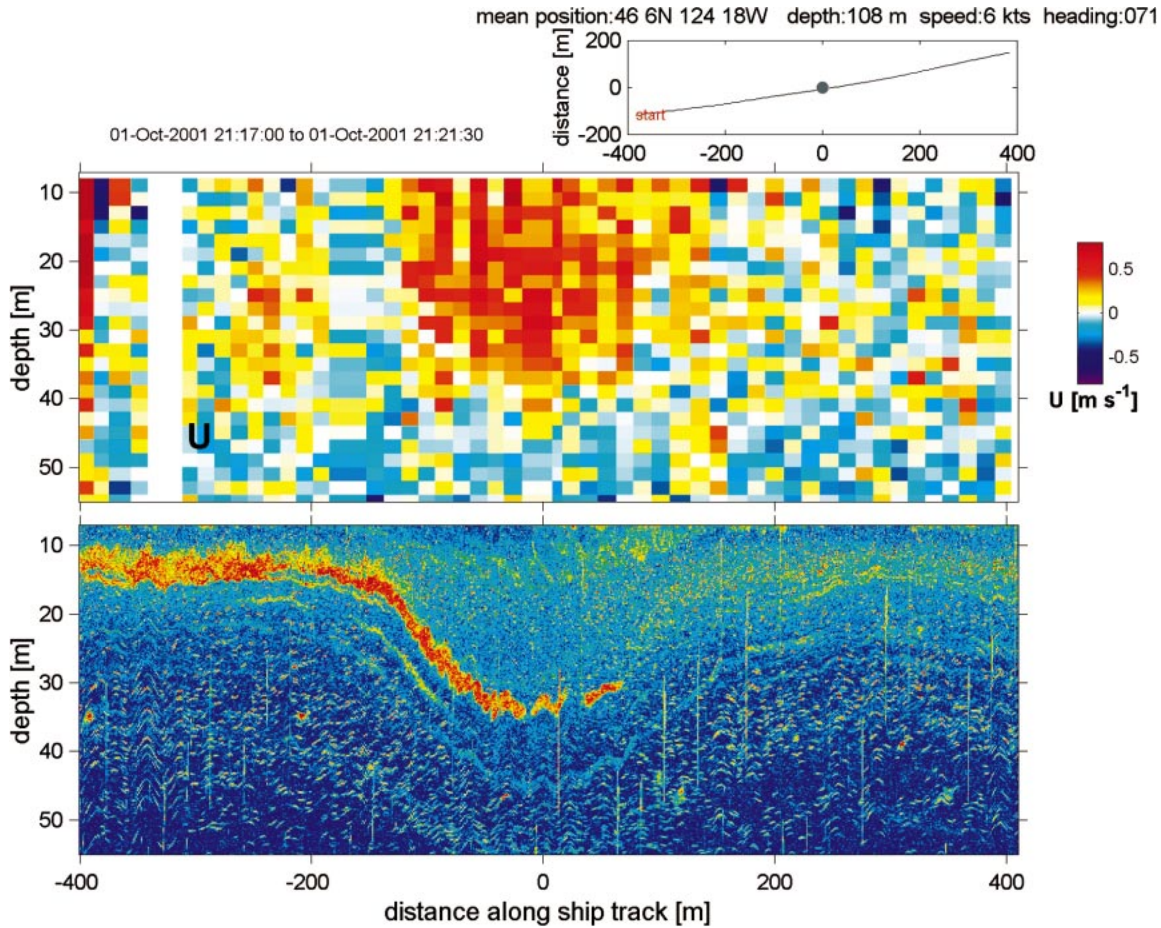 mean position:46 6N 124 18W depth:108 m speed:6 kts heading:071
200
0
-200
distance [m]
start
-400 -200 0 200 400
01-Oct-2001 21:17:00 to 01-Oct-2001 21:21:30
10
20
30
40
50
depth [m]
U
0.5
0
-0.5
U [m s-1]
10
20
30
40
50
depth [m]
-400 -200 0 200 400
distance along ship track [m]